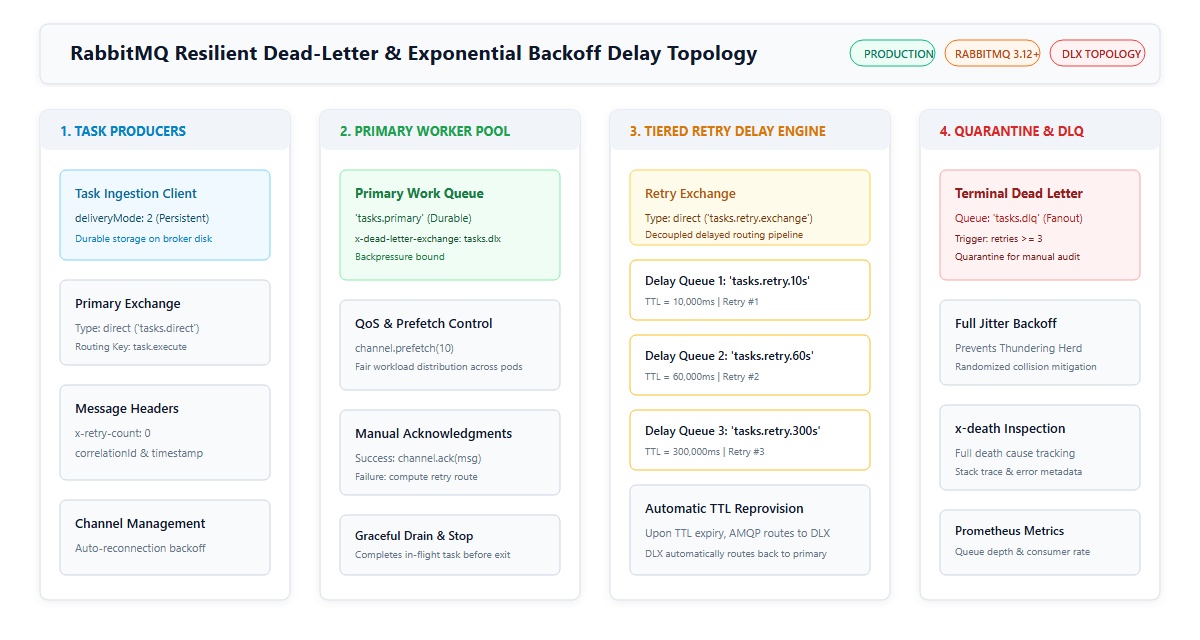 RabbitMQ Resilient Dead-Letter & Exponential Backoff Delay Topology
PRODUCTION
RABBITMQ 3.12+
DLX TOPOLOGY
1. TASK PRODUCERS
Task Ingestion Client
deliveryMode: 2 (Persistent)
Durable storage on broker disk
Primary Exchange
Type: direct ('tasks.direct')
Routing Key: task.execute
Message Headers
x-retry-count: 0
correlationId & timestamp
Channel Management
Auto-reconnection backoff
2. PRIMARY WORKER POOL
Primary Work Queue
'tasks.primary' (Durable)
x-dead-letter-exchange: tasks.dlx
Backpressure bound
QoS & Prefetch Control
channel.prefetch(10)
Fair workload distribution across pods
Manual Acknowledgments
Success: channel.ack(msg)
Failure: compute retry route
Graceful Drain & Stop
Completes in-flight task before exit
3. TIERED RETRY DELAY ENGINE
Retry Exchange
Type: direct ('tasks.retry.exchange')
Decoupled delayed routing pipeline
Delay Queue 1: 'tasks.retry.10s'
TTL = 10,000ms | Retry #1
Delay Queue 2: 'tasks.retry.60s'
TTL = 60,000ms | Retry #2
Delay Queue 3: 'tasks.retry.300s'
TTL = 300,000ms | Retry #3
Automatic TTL Reprovision
Upon TTL expiry, AMQP routes to DLX
DLX automatically routes back to primary
4. QUARANTINE & DLQ
Terminal Dead Letter
Queue: 'tasks.dlq' (Fanout)
Trigger: retries >= 3
Quarantine for manual audit
Full Jitter Backoff
Prevents Thundering Herd
Randomized collision mitigation
x-death Inspection
Full death cause tracking
Stack trace & error metadata
Prometheus Metrics
Queue depth & consumer rate